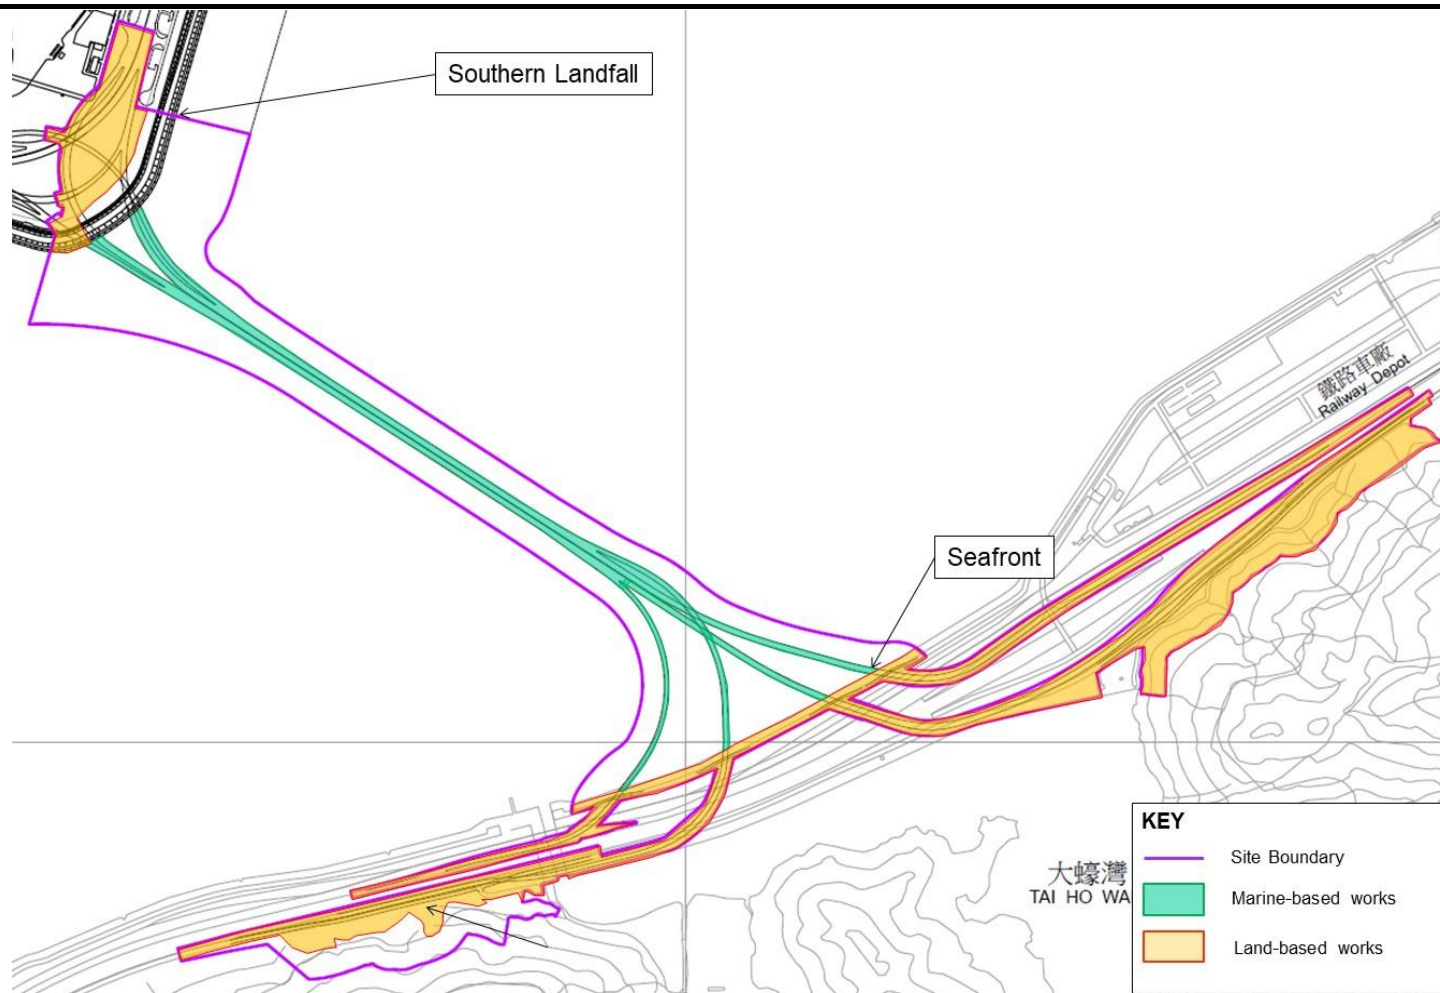 Southern Landfall
Seafront
鐵路車廠
Railway Depot
大蠔灣
TAI HO WA
KEY
Site Boundary
Marine-based works
Land-based works